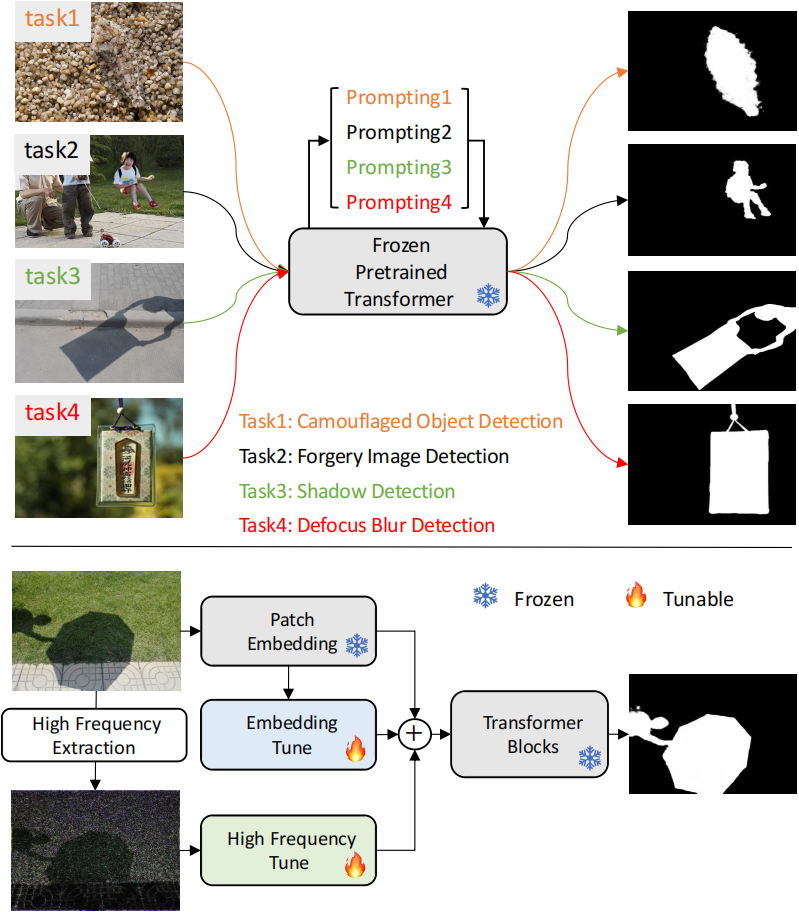 task1
task2
task3
task4
Prompting1
Prompting2
Prompting3
Prompting4
Frozen
Pretrained
Transformer
Task1: Camouflaged Object Detection
Task2: Forgery Image Detection
Task3: Shadow Detection
Task4: Defocus Blur Detection
Frozen
Tunable
Patch
Embedding
High Frequency
Extraction
Embedding
Tune
+
Transformer
Blocks
High Frequency
Tune